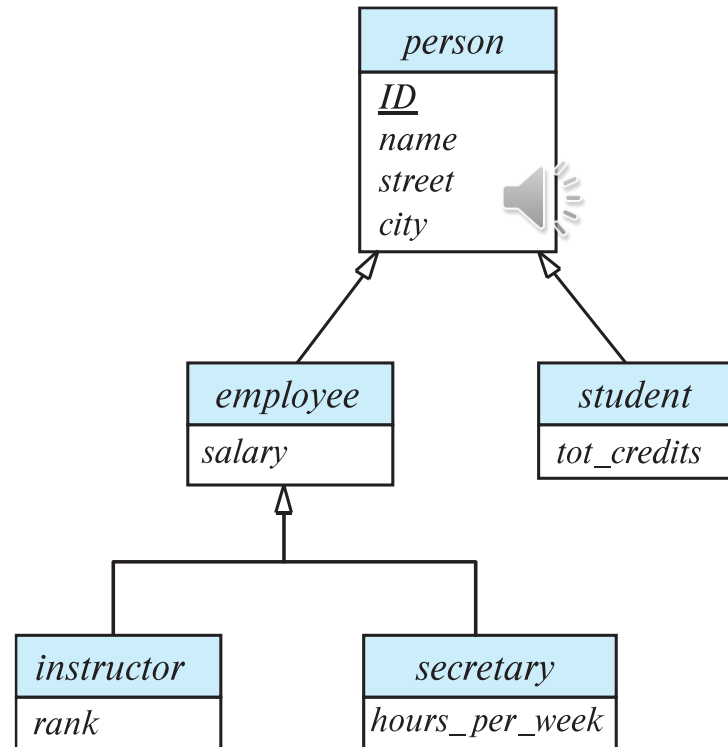 person
ID
name
street
city
employee
salary
student
tot_credits
instructor
rank
secretary
hours_per_week